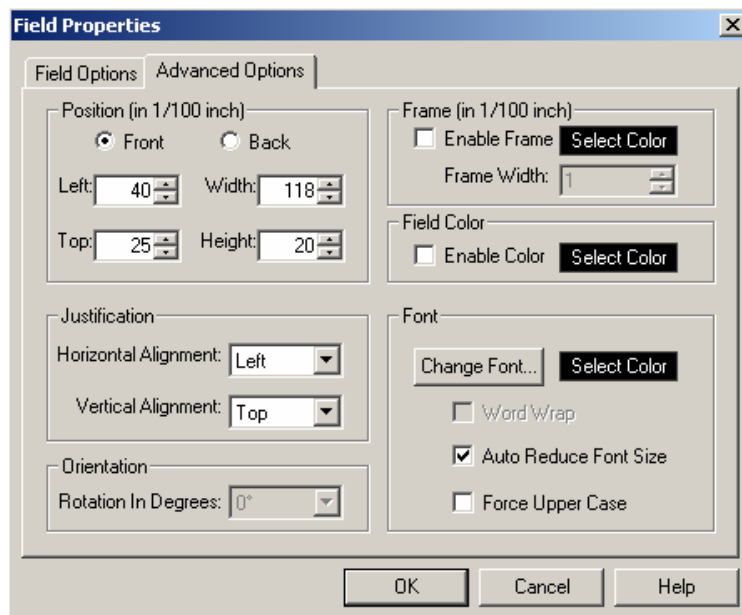 Field Properties
Field Options Advanced Options
Position (in 1/100 inch)
Front Back
Left: 40 Width: 118
Top: 25 Height: 20
Justification
Horizontal Alignment: Left
Vertical Alignment: Top
Orientation
Rotation In Degrees: 0°
Frame (in 1/100 inch)
Enable Frame Select Color
Frame Width: 1
Field Color
Enable Color Select Color
Font
Change Font... Select Color
Word Wrap
Auto Reduce Font Size
Force Upper Case
OK Cancel Help